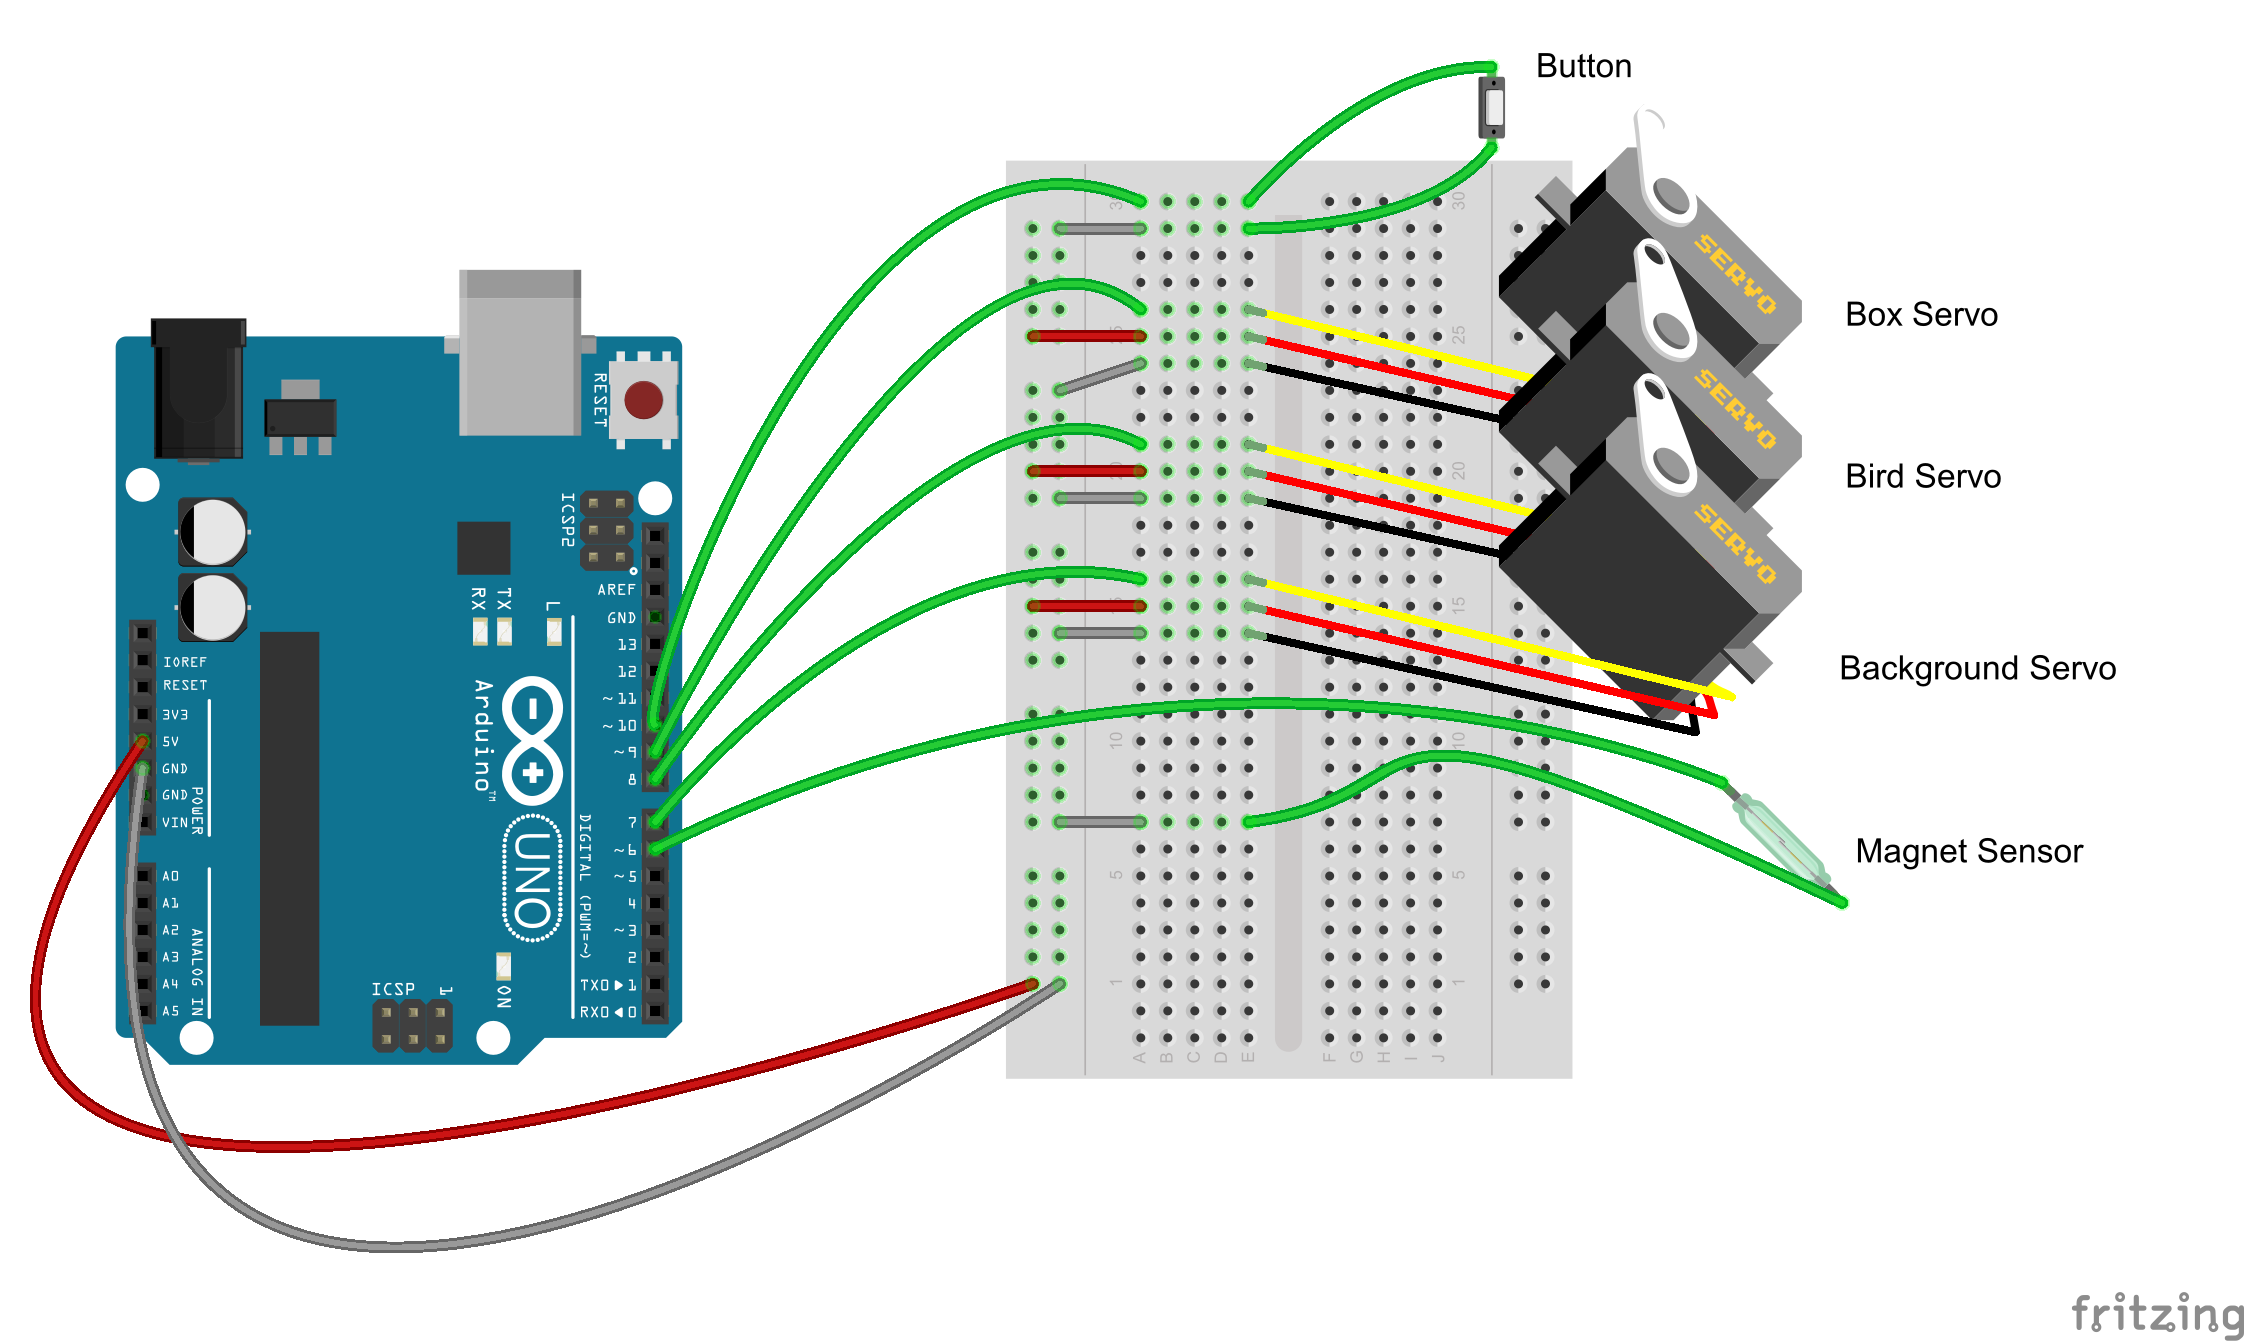 Button
Box Servo
Bird Servo
Background Servo
Magnet Sensor
SERVO
SERVO
SERVO
RESET
ICSP2
AREF
GND
13
12
~11
~10
~9
8
7
~6
~5
4
~3
2
TX0▶1
RX0◀0
DIGITAL (PWM=~)
RX
TX
L
Arduino™
UNO
ON
ICSP
1
IOREF
RESET
3V3
5V
GND
GND
VIN
POWER
A0
A1
A2
A3
A4
A5
ANALOG IN
30
25
20
15
10
10
5
5
1
1
A B C D E F G H I J
fritzing